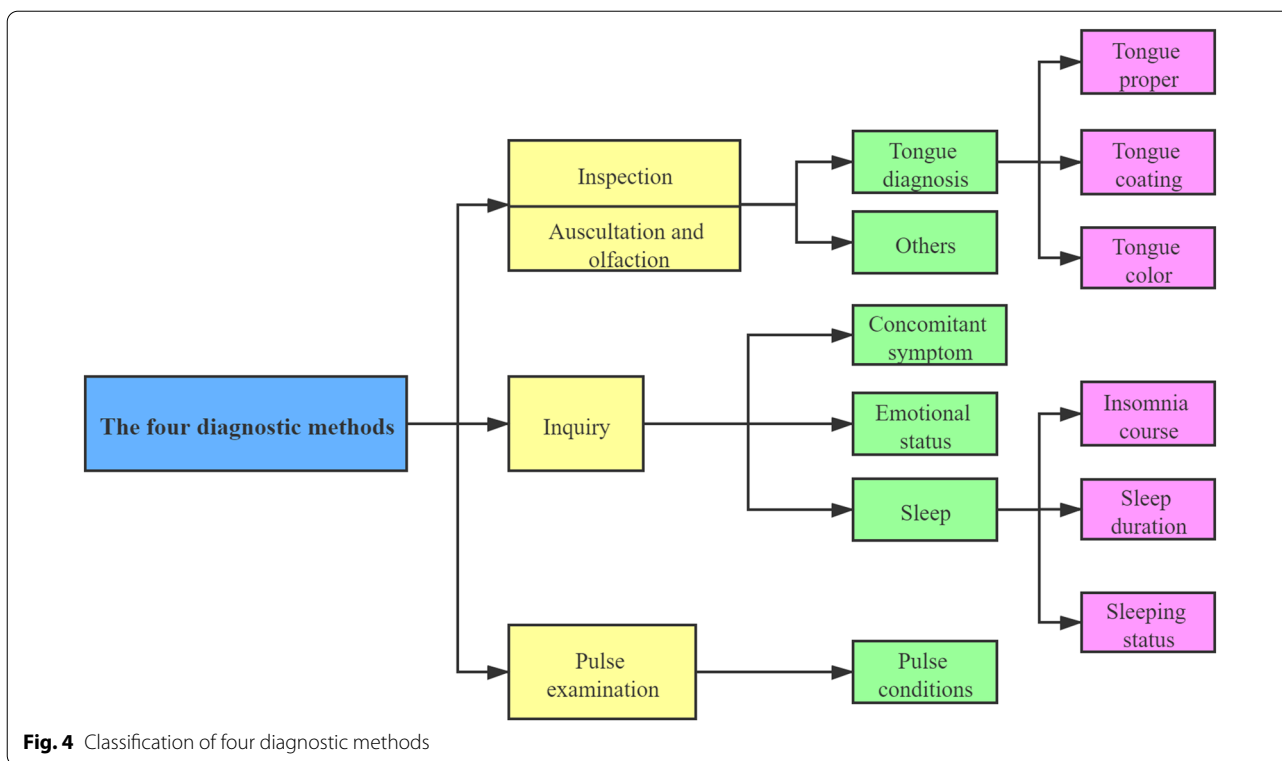 The four diagnostic methods
Inspection
Auscultation and
olfaction
Inquiry
Pulse
examination
Tongue
diagnosis
Others
Concomitant
symptom
Emotional
status
Sleep
Pulse
conditions
Tongue
proper
Tongue
coating
Tongue
color
Insomnia
course
Sleep
duration
Sleeping
status
Fig. 4 Classification of four diagnostic methods